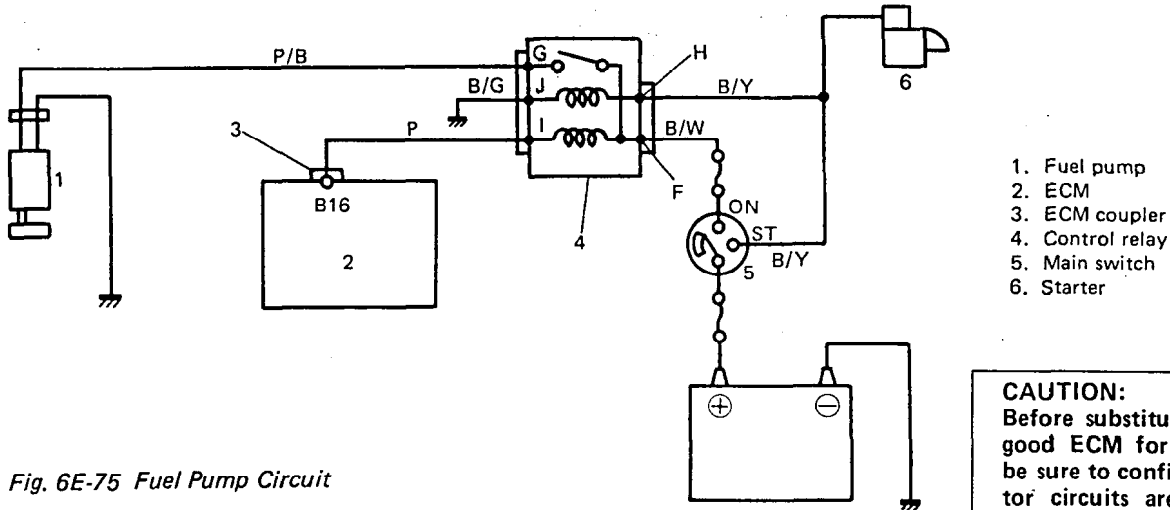 P/B
G
H
6
B/G
J
B/Y
3
P
I
B/W
1
B16
F
4
ON
ST
B/Y
5
2
1. Fuel pump
2. ECM
3. ECM coupler
4. Control relay
5. Main switch
6. Starter
+
−
CAUTION:
Before substitu
good ECM for
be sure to confi
tor circuits are
Fig. 6E-75 Fuel Pump Circuit